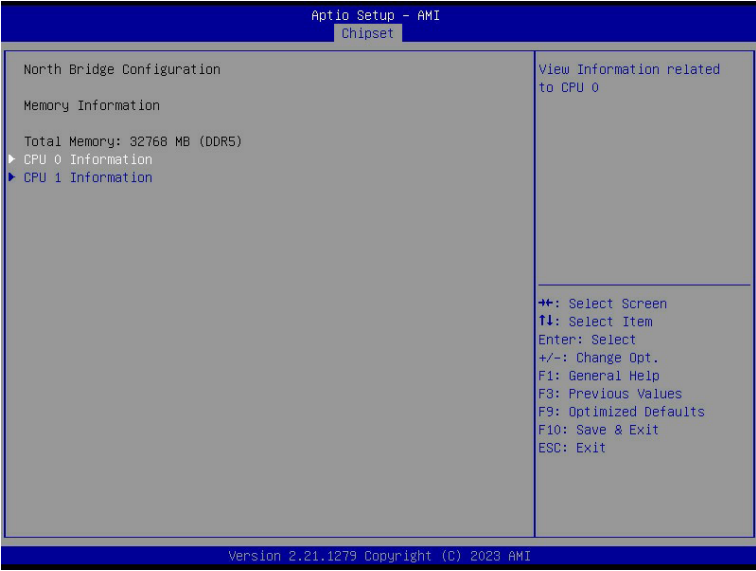 Aptio Setup – AMI
Chipset
North Bridge Configuration
Memory Information
Total Memory: 32768 MB (DDR5)
CPU 0 Information
CPU 1 Information
View Information related
to CPU 0
→←: Select Screen
↑↓: Select Item
Enter: Select
+/-: Change Opt.
F1: General Help
F3: Previous Values
F9: Optimized Defaults
F10: Save & Exit
ESC: Exit
Version 2.21.1279 Copyright (C) 2023 AMI